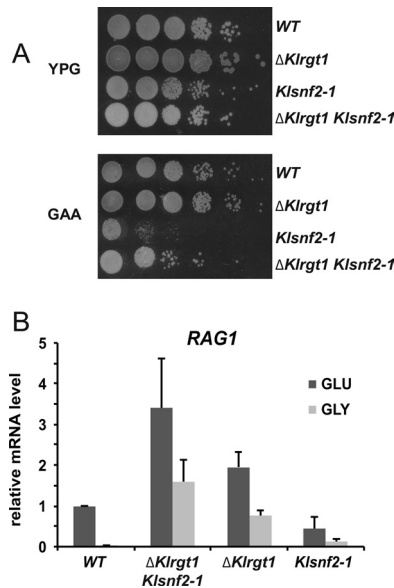 A
YPG
WT
ΔKlrgt1
Klsnf2-1
ΔKlrgt1 Klsnf2-1
GAA
WT
ΔKlrgt1
Klsnf2-1
ΔKlrgt1 Klsnf2-1
B
RAG1
relative mRNA level
5
4
3
2
1
0
GLU
GLY
WT
ΔKlrgt1
Klsnf2-1
ΔKlrgt1
Klsnf2-1